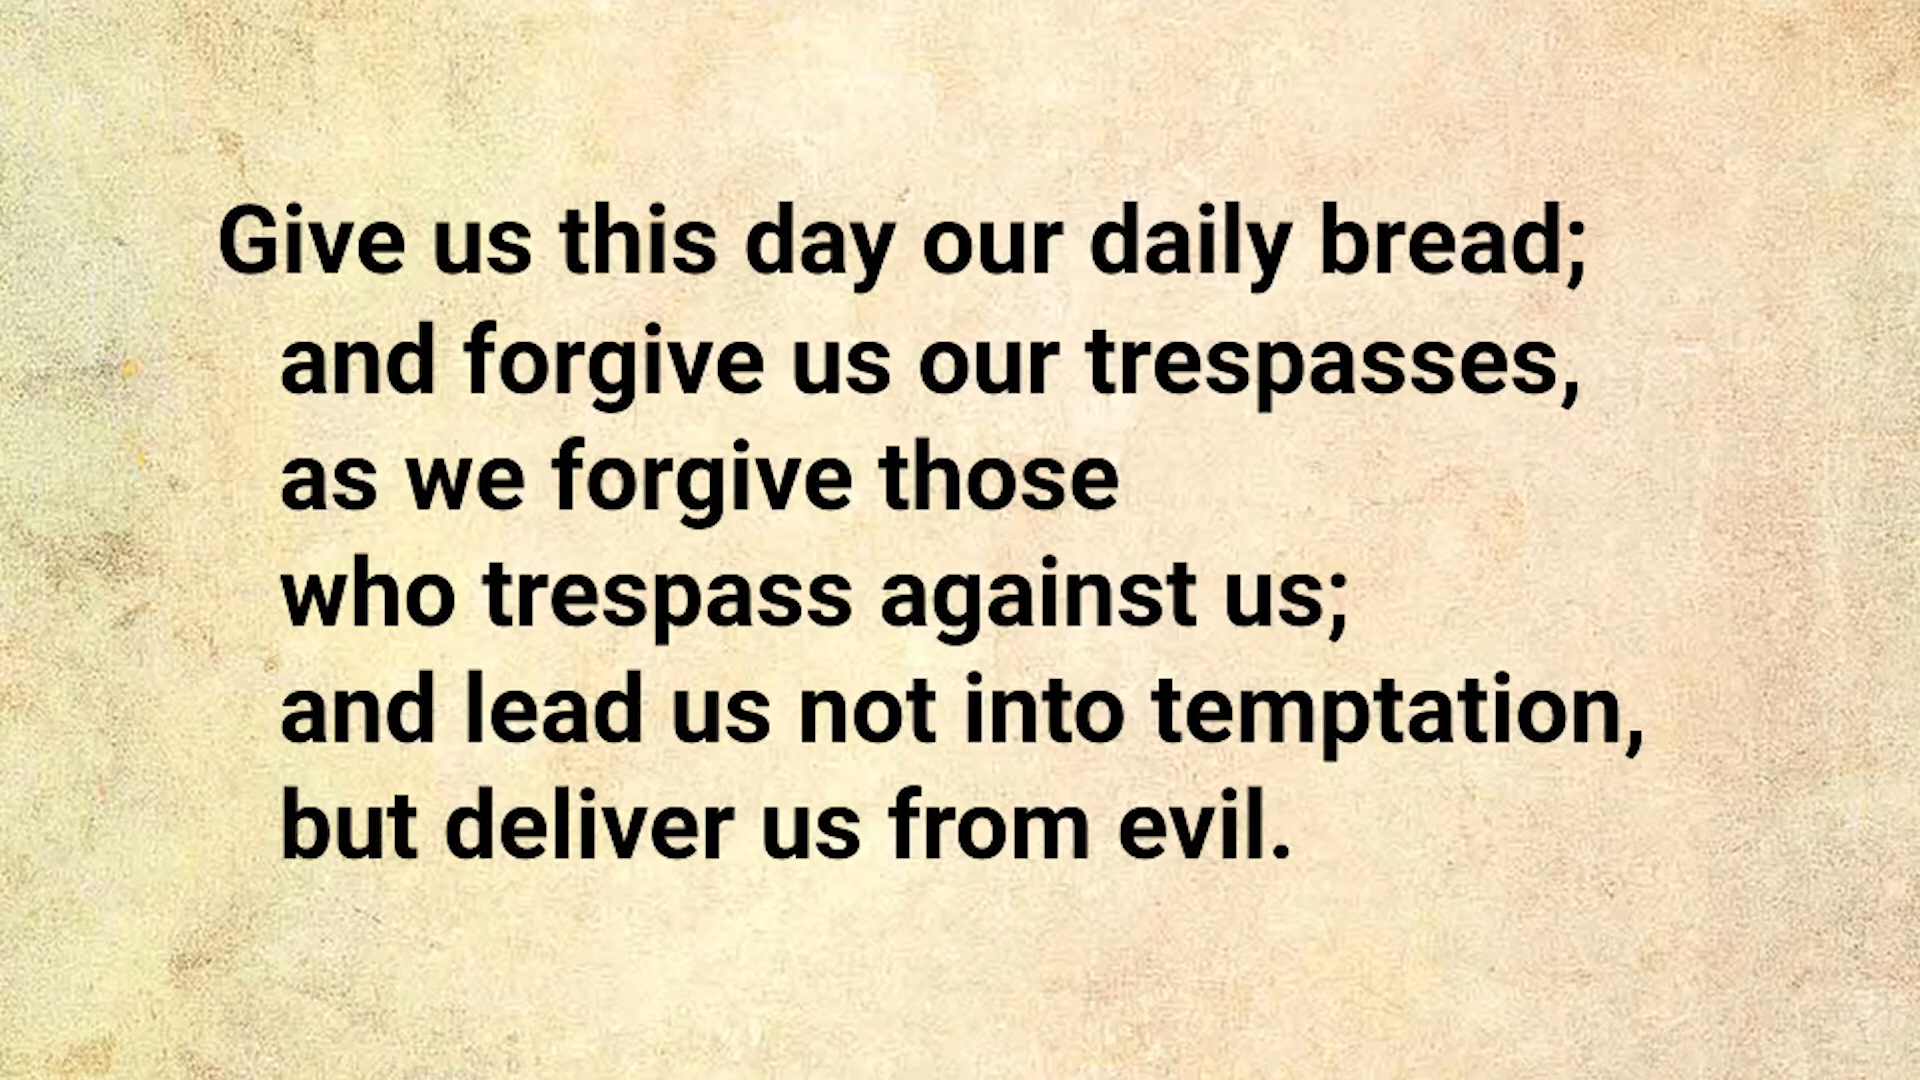 Give us this day our daily bread;
and forgive us our trespasses,
as we forgive those
who trespass against us;
and lead us not into temptation,
but deliver us from evil.